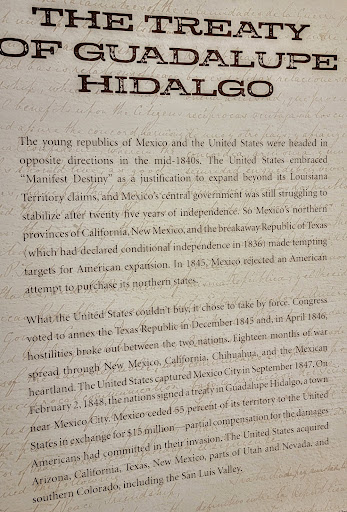 THE TREATY
OF GUADALUPE
HIDALGO
The young republics of Mexico and the United States were headed in
opposite directions in the mid-1840s. The United States embraced
“Manifest Destiny” as a justification to expand beyond its Louisiana
Territory claims, and Mexico’s central government was still struggling to
stabilize after twenty five years of independence. So Mexico’s northern
provinces of California, New Mexico, and the breakaway Republic of Texas
(which had declared conditional independence in 1836) made tempting
targets for American expansion. In 1845, Mexico rejected an American
attempt to purchase its northern states.
What the United States couldn’t buy, it chose to take by force. Congress
voted to annex the Texas Republic in December 1845 and, in April 1846,
hostilities broke out between the two nations. Eighteen months of war
spread through New Mexico, California, Chihuahua, and the Mexican
heartland. The United States captured Mexico City in September 1847. On
February 2, 1848, the nations signed a treaty in Guadalupe Hidalgo, a town
near Mexico City. Mexico ceded 55 percent of its territory to the United
States in exchange for $15 million—partial compensation for the damages
Americans had committed in their invasion. The United States acquired
Arizona, California, Texas, New Mexico, parts of Utah and Nevada, and
southern Colorado, including the San Luis Valley.